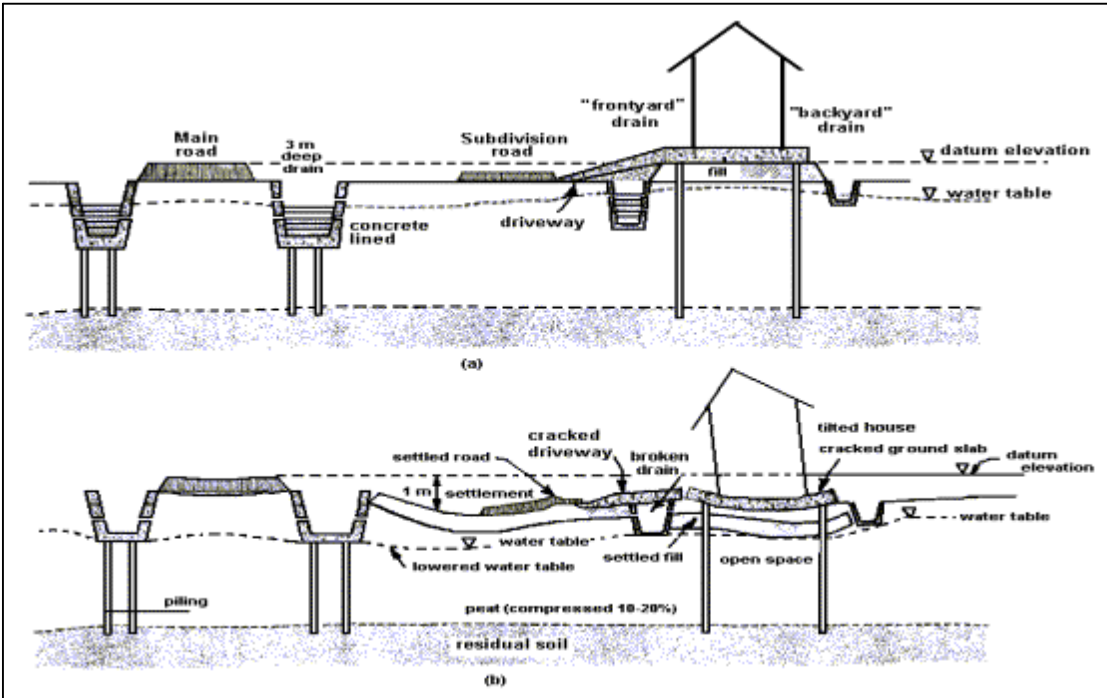 "frontyard"
drain
"backyard"
drain
Main
road
3 m
deep
drain
Subdivision
road
datum elevation
fill
water table
driveway
concrete
lined
(a)
tilted house
cracked
driveway
broken
drain
cracked ground slab
settled road
datum
elevation
1 m
settlement
water table
water table
lowered water table
settled fill
open space
piling
peat (compressed 10-20%)
residual soil
(b)